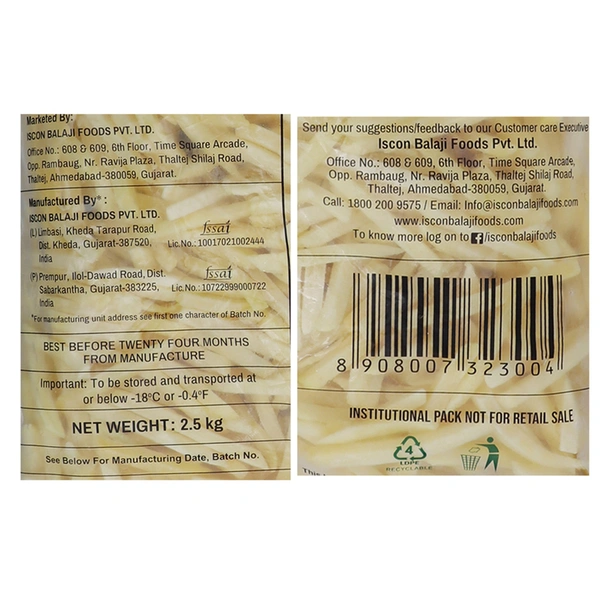 Marketed By:
ISCON BALAJI FOODS PVT. LTD.
Office No.: 608 & 609, 6th Floor, Time Square Arcade,
Opp. Rambaug, Nr. Ravija Plaza, Thaltej Shilaj Road,
Thaltej, Ahmedabad-380059, Gujarat.
Manufactured By*:
ISCON BALAJI FOODS PVT. LTD.
(L) Limbasi, Kheda Tarapur Road,
Dist. Kheda, Gujarat-387520,
India
fssai
Lic.No.: 10017021002444
(P) Prempur, Ilol-Dawad Road, Dist.
Sabarkantha, Gujarat-383225,
India
fssai
Lic.No.: 10722999000722
*For manufacturing unit address see first one character of Batch No.
BEST BEFORE TWENTY FOUR MONTHS
FROM MANUFACTURE
Important: To be stored and transported at
or below -18°C or -0.4°F
NET WEIGHT: 2.5 kg
See Below For Manufacturing Date, Batch No.
Send your suggestions/feedback to our Customer care Executive
Iscon Balaji Foods Pvt. Ltd.
Office No.: 608 & 609, 6th Floor, Time Square Arcade,
Opp. Rambaug, Nr. Ravija Plaza, Thaltej Shilaj Road,
Thaltej, Ahmedabad-380059, Gujarat.
Call: 1800 200 9575 / Email: Info@isconbalajifoods.com
www.isconbalajifoods.com
To know more log on to f/isconbalajifoods
8 908007 323004
INSTITUTIONAL PACK NOT FOR RETAIL SALE
4
LDPE
RECYCLABLE
This